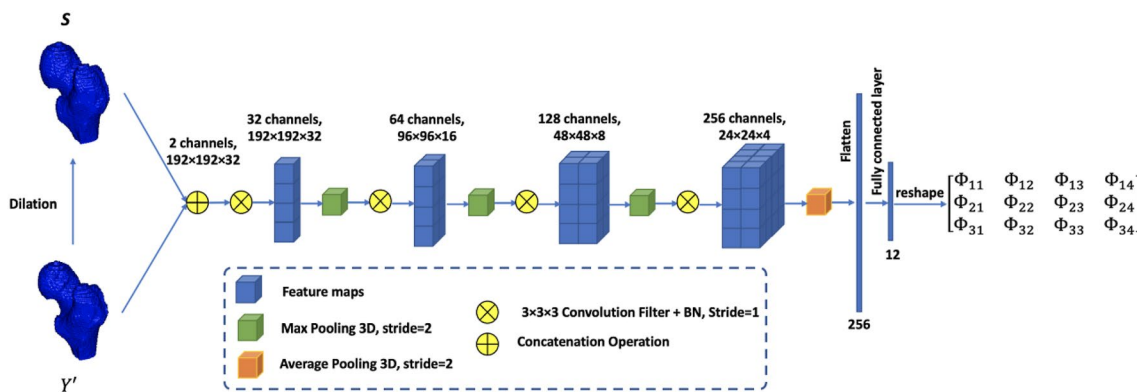 S
Dilation
Y′
2 channels,
192×192×32
32 channels,
192×192×32
64 channels,
96×96×16
128 channels,
48×48×8
256 channels,
24×24×4
Flatten
256
Fully connected layer
12
reshape
Φ11 Φ12 Φ13 Φ14
Φ21 Φ22 Φ23 Φ24
Φ31 Φ32 Φ33 Φ34
Feature maps
Max Pooling 3D, stride=2
Average Pooling 3D, stride=2
3×3×3 Convolution Filter + BN, Stride=1
Concatenation Operation